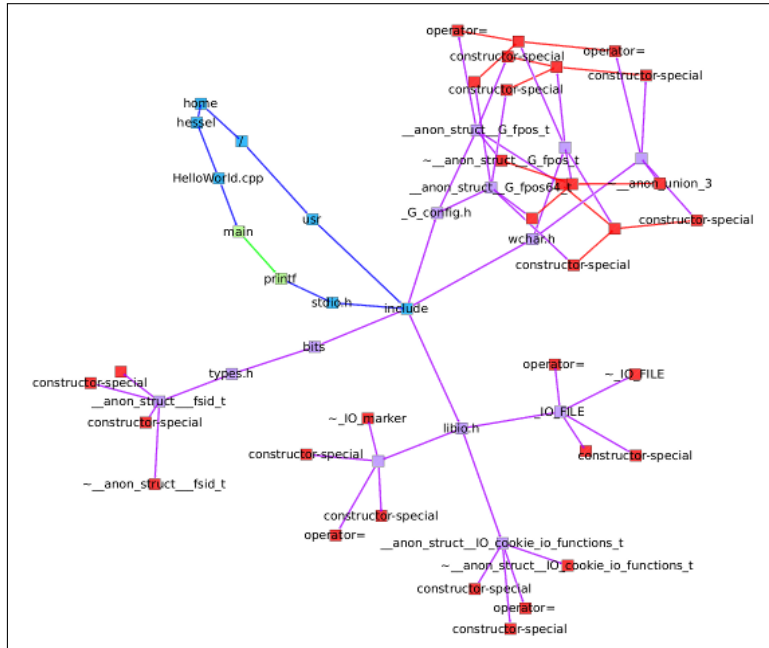 operator=
constructor-special
operator=
constructor-special
constructor-special
home
hessel
/
__anon_struct__G_fpos_t
~__anon_struct__G_fpos_t
HelloWorld.cpp
__anon_struct__G_fpos64_t
~__anon_union_3
usr
_G_config.h
constructor-special
main
wchar.h
constructor-special
printf
stdio.h
include
bits
types.h
operator=
~_IO_FILE
constructor-special
__anon_struct___fsid_t
~_IO_marker
_IO_FILE
constructor-special
libio.h
constructor-special
constructor-special
~__anon_struct___fsid_t
constructor-special
operator=
__anon_struct__IO_cookie_io_functions_t
~__anon_struct__IO_cookie_io_functions_t
constructor-special
operator=
constructor-special